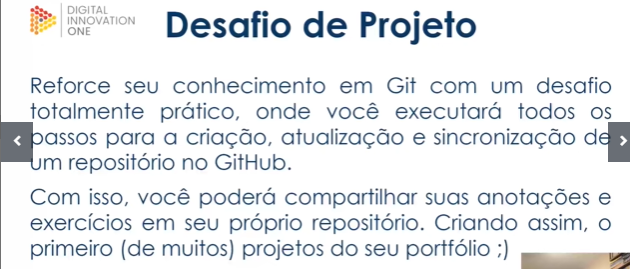 DIGITAL
INNOVATION
ONE
Desafio de Projeto
Reforce seu conhecimento em Git com um desafio
totalmente prático, onde você executará todos os
passos para a criação, atualização e sincronização de
um repositório no GitHub.
Com isso, você poderá compartilhar suas anotações e
exercícios em seu próprio repositório. Criando assim, o
primeiro (de muitos) projetos do seu portfólio ;)